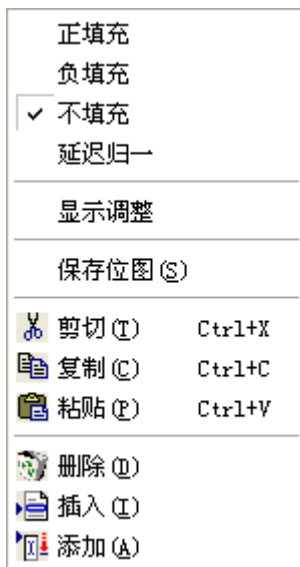 正填充
负填充
不填充
延迟归一
显示调整
保存位图(S)
剪切(T) Ctrl+X
复制(C) Ctrl+C
粘贴(P) Ctrl+V
删除(D)
插入(I)
添加(A)